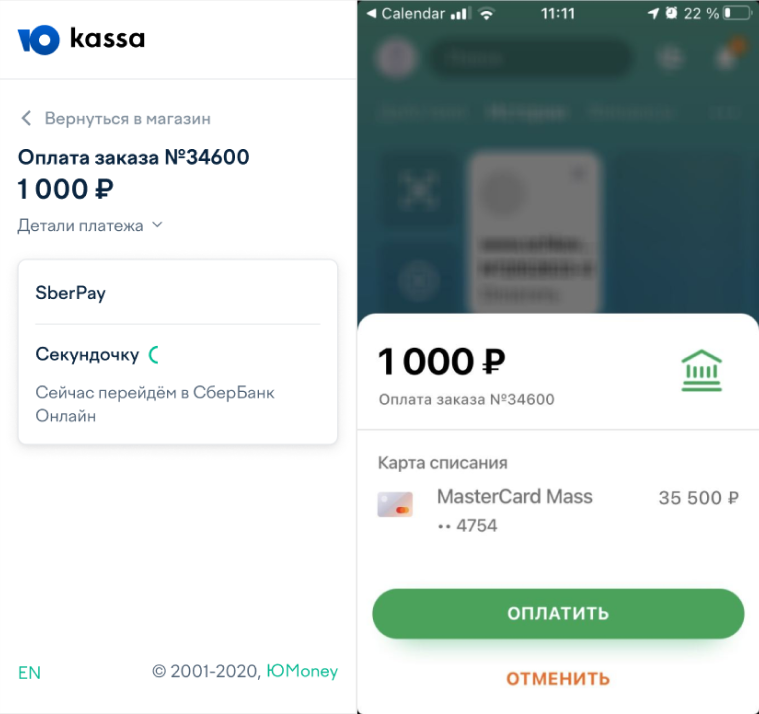 Ю kassa
Вернуться в магазин
Оплата заказа №34600
1 000 ₽
Детали платежа
SberPay
Секундочку
Сейчас перейдём в СберБанк
Онлайн
EN
© 2001-2020, ЮMoney
Calendar
11:11
22 %
1 000 ₽
Оплата заказа №34600
Карта списания
MasterCard Mass
35 500 ₽
•• 4754
ОПЛАТИТЬ
ОТМЕНИТЬ